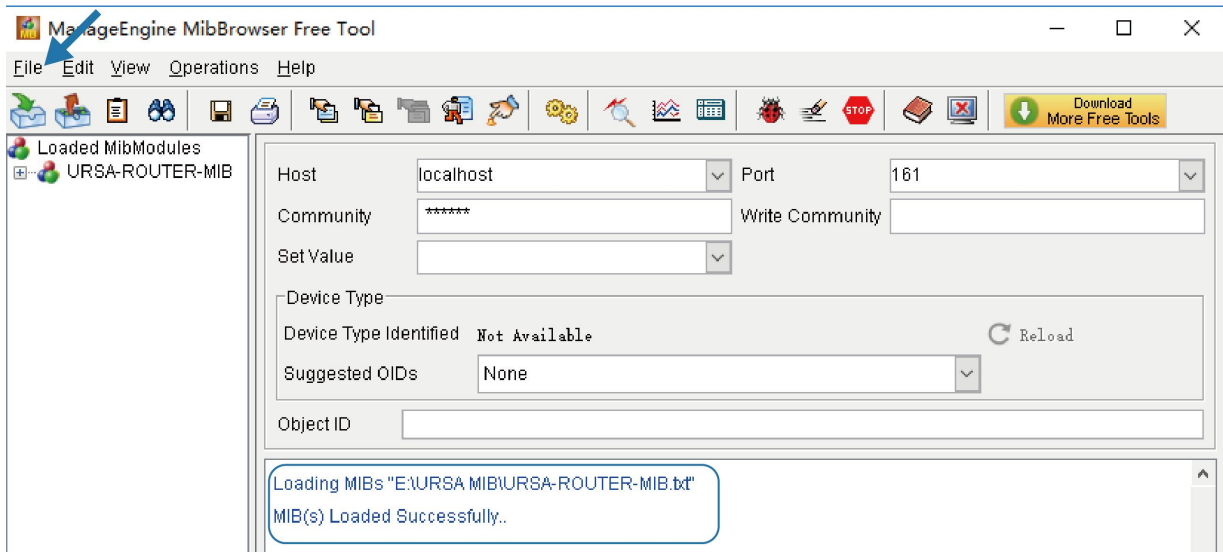 ManageEngine MibBrowser Free Tool
File Edit View Operations Help
STOP
Download
More Free Tools
Loaded MibModules
URSA-ROUTER-MIB
Host localhost Port 161
Community ****** Write Community
Set Value
Device Type
Device Type Identified Not Available Reload
Suggested OIDs None
Object ID
Loading MIBs "E:\URSA MIB\URSA-ROUTER-MIB.txt"
MIB(s) Loaded Successfully..